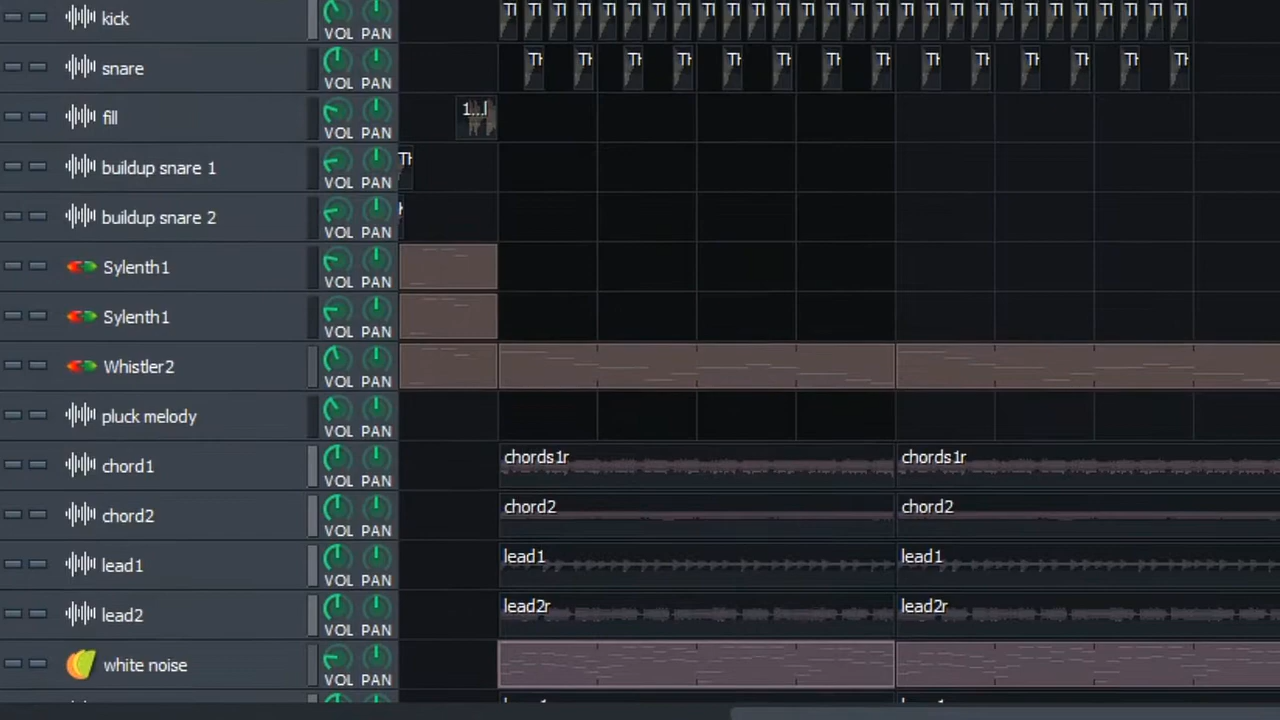 kick VOL PAN
snare VOL PAN
fill VOL PAN 1...l
buildup snare 1 VOL PAN
buildup snare 2 VOL PAN
Sylenth1 VOL PAN
Sylenth1 VOL PAN
Whistler2 VOL PAN
pluck melody VOL PAN
chord1 VOL PAN chords1r chords1r
chord2 VOL PAN chord2 chord2
lead1 VOL PAN lead1 lead1
lead2 VOL PAN lead2r lead2r
white noise VOL PAN